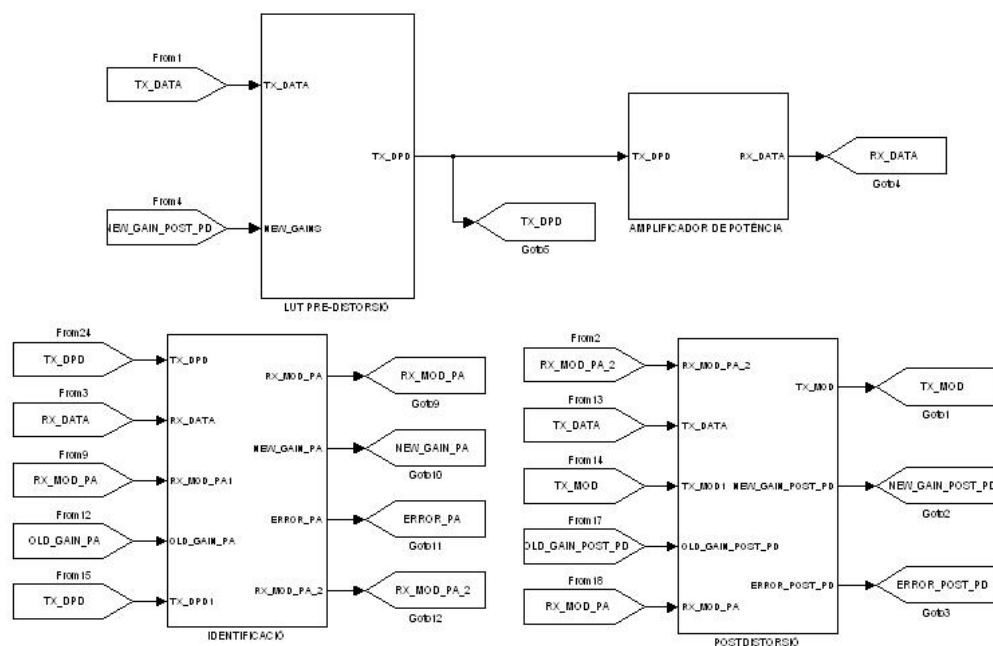 From1
TX_DATA
TX_DATA
TX_DPD
TX_DPD
RX_DATA
RX_DATA
Goto4
From4
NEW_GAIN_POST_PD
NEW_GAINS
TX_DPD
Goto5
AMPLIFICADOR DE POTÈNCIA
LUT PRE-DISTORSIÓ
From24
TX_DPD
TX_DPD
From3
RX_DATA
RX_DATA
From9
RX_MOD_PA
RX_MOD_PA1
From12
OLD_GAIN_PA
OLD_GAIN_PA
From15
TX_DPD
TX_DPD1
RX_MOD_PA
RX_MOD_PA
Goto9
NEW_GAIN_PA
NEW_GAIN_PA
Goto10
ERROR_PA
ERROR_PA
Goto11
RX_MOD_PA_2
RX_MOD_PA_2
Goto12
IDENTIFICACIÓ
From2
RX_MOD_PA_2
RX_MOD_PA_2
From13
TX_DATA
TX_DATA
From14
TX_MOD
TX_MOD1
From17
OLD_GAIN_POST_PD
OLD_GAIN_POST_PD
From18
RX_MOD_PA
RX_MOD_PA
TX_MOD
TX_MOD
Goto1
NEW_GAIN_POST_PD
NEW_GAIN_POST_PD
Goto2
ERROR_POST_PD
ERROR_POST_PD
Goto3
POSTDISTORSIÓ